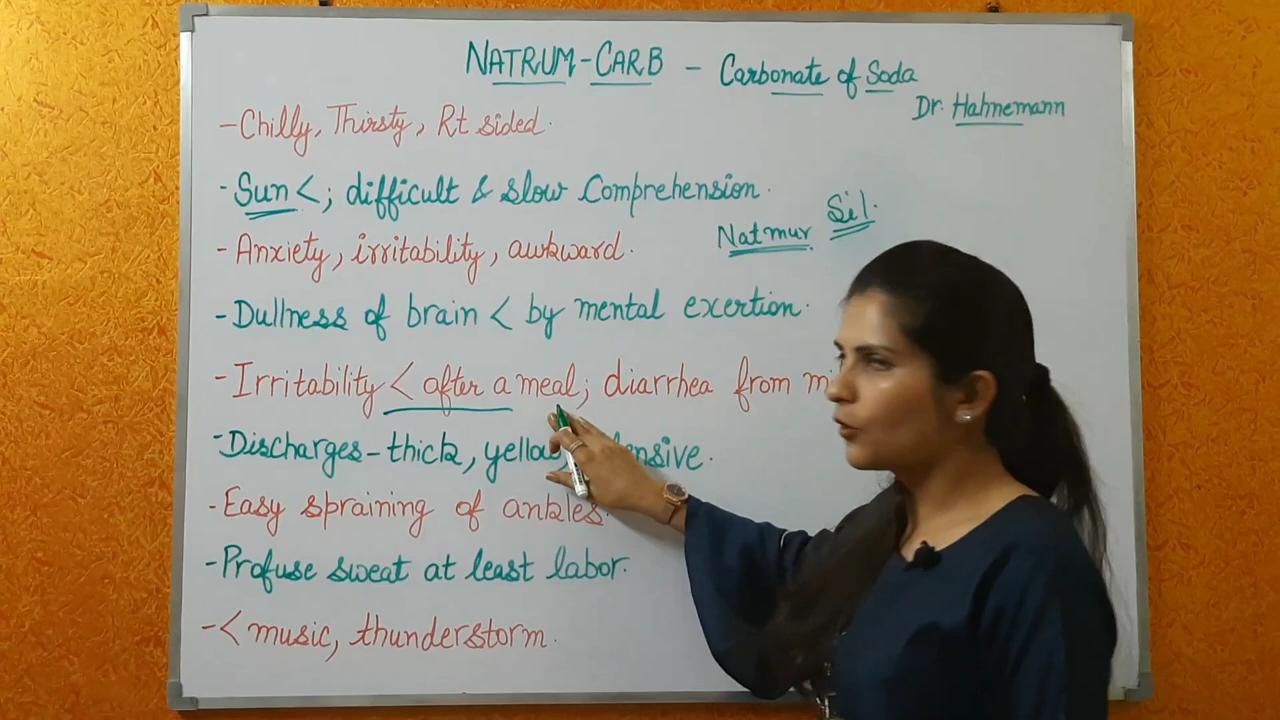 NATRUM-CARB - Carbonate of Soda
Dr. Hahnemann
-Chilly, Thirsty, Rt sided.
-Sun <; difficult & slow Comprehension.
Natmur Sil.
-Anxiety, irritability, awkward.
-Dullness of brain < by mental exertion.
-Irritability < after a meal; diarrhea from
-Discharges-thick,
-Easy spraining of ankles.
-Profuse sweat at least labor.
-< music, thunderstorm.